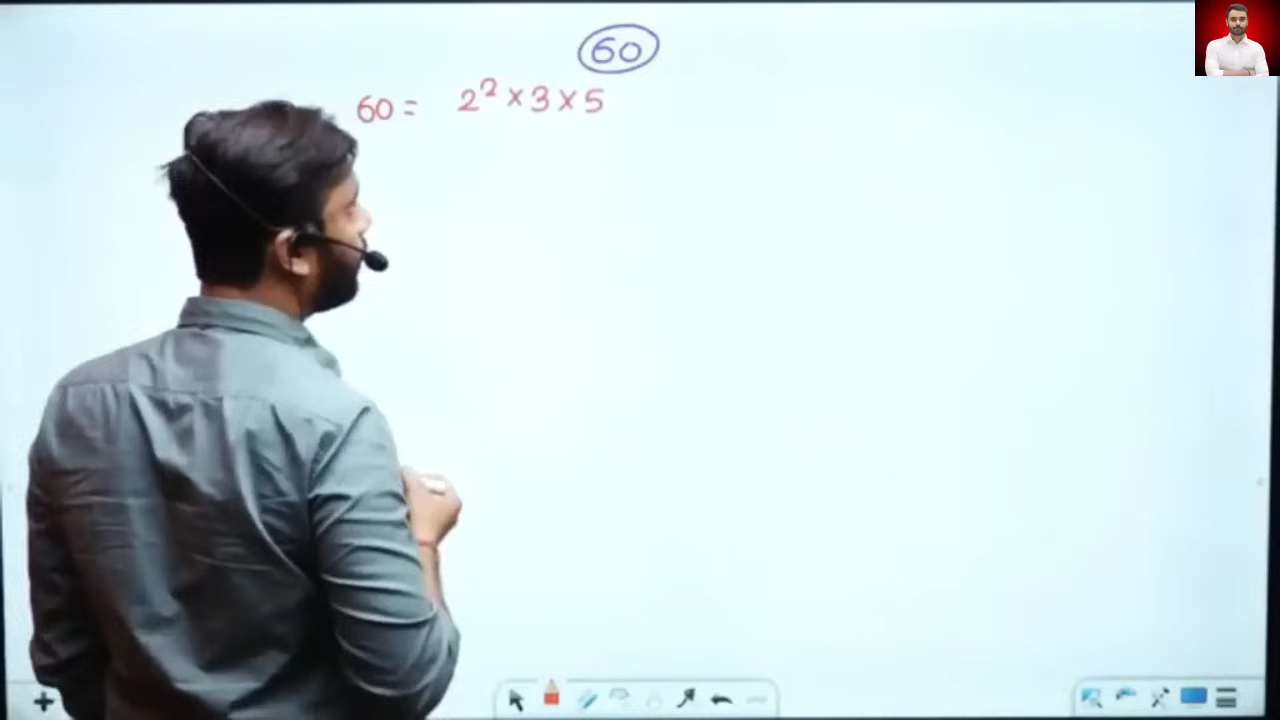 60
60 = 2² × 3 × 5